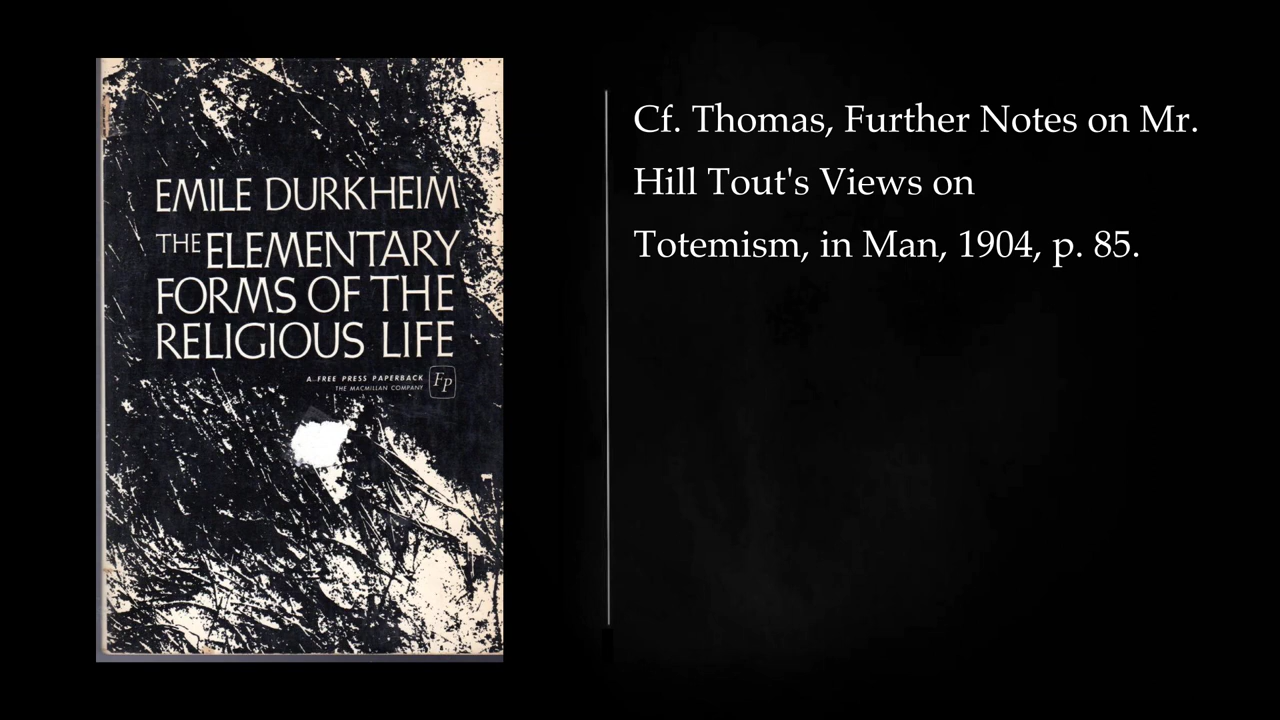 EMILE DURKHEIM
THE ELEMENTARY
FORMS OF THE
RELIGIOUS LIFE
A FREE PRESS PAPERBACK
THE MACMILLAN COMPANY
FP
Cf. Thomas, Further Notes on Mr.
Hill Tout's Views on
Totemism, in Man, 1904, p. 85.